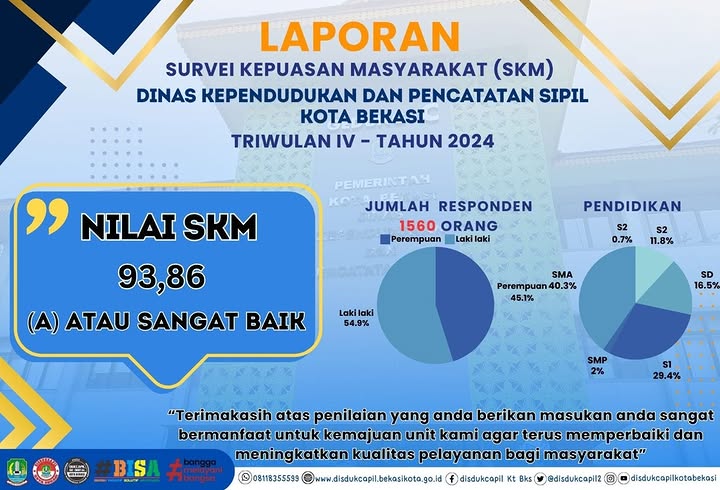 LAPORAN
SURVEI KEPUASAN MASYARAKAT (SKM)
DINAS KEPENDUDUKAN DAN PENCATATAN SIPIL
KOTA BEKASI
TRIWULAN IV - TAHUN 2024
PEMERINTAH
”
NILAI SKM
93,86
(A) ATAU SANGAT BAIK
JUMLAH RESPONDEN
1560 ORANG
Perempuan Laki laki
Perempuan
45.1%
Laki laki
54.9%
PENDIDIKAN
S2
0.7%
S2
11.8%
SMA
40.3%
SD
16.5%
SMP
2%
S1
29.4%
“Terimakasih atas penilaian yang anda berikan masukan anda sangat
bermanfaat untuk kemajuan unit kami agar terus memperbaiki dan
meningkatkan kualitas pelayanan bagi masyarakat”
#BISA
#bangga
melayani
bangsa
08118355599 www.disdukcapil.bekasikota.go.id disdukcapil Kt Bks @disdukcapil2 @disdukcapilkotabekasi